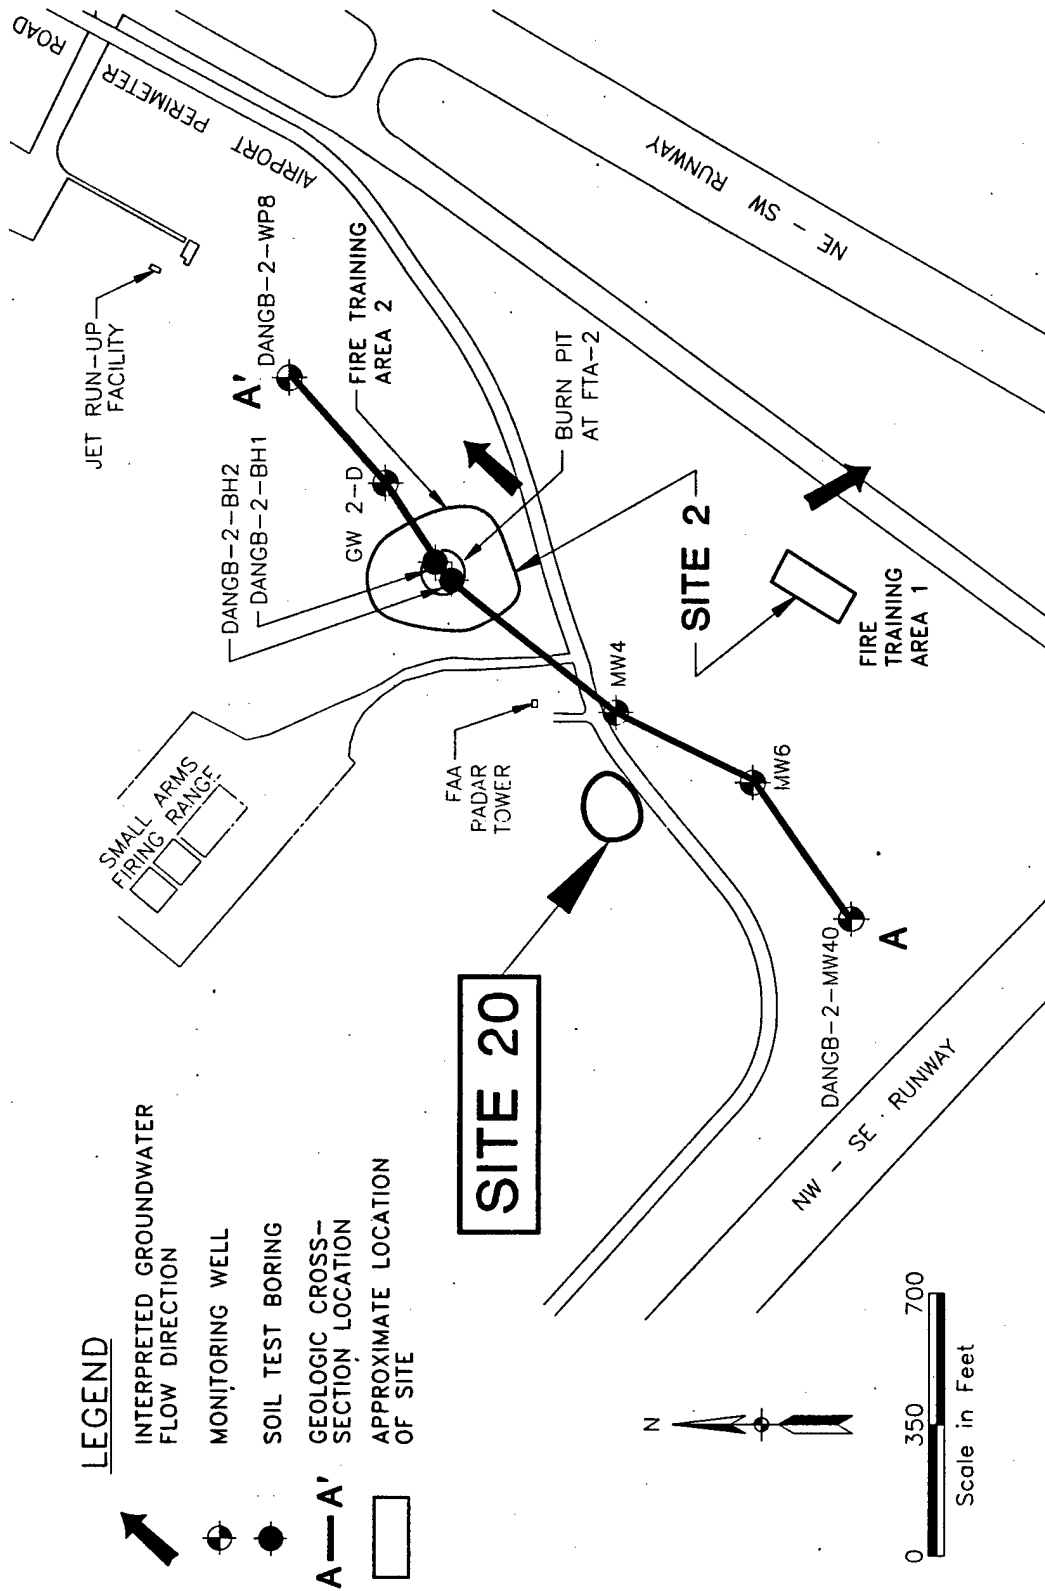 LEGEND
INTERPRETED GROUNDWATER
FLOW DIRECTION
MONITORING WELL
SOIL TEST BORING
A—A'
GEOLOGIC CROSS-
SECTION LOCATION
APPROXIMATE LOCATION
OF SITE
N
0 350 700
Scale in Feet
SITE 20
SMALL ARMS
FIRING RANGE
FAA
RADAR
TOWER
JET RUN-UP
FACILITY
DANGB-2-BH2
DANGB-2-BH1
GW 2-D
A'
DANGB-2-WP8
FIRE TRAINING
AREA 2
BURN PIT
AT FTA-2
AIRPORT PERIMETER
ROAD
NE - SW RUNWAY
SITE 2
FIRE
TRAINING
AREA 1
MW4
MW6
DANGB-2-MW40
A
NW - SE RUNWAY